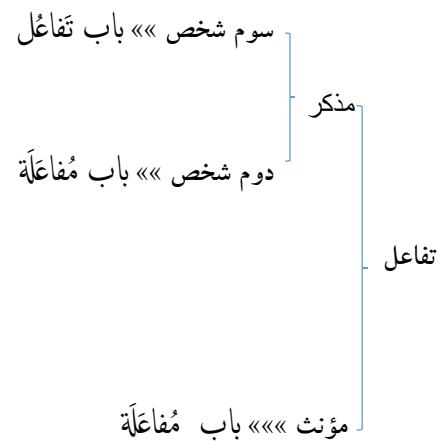 سوم شخص »» باب تَفاعُل
مذکر
دوم شخص »» باب مُفاعَلَة
تفاعل
مؤنث »»» باب مُفاعَلَة